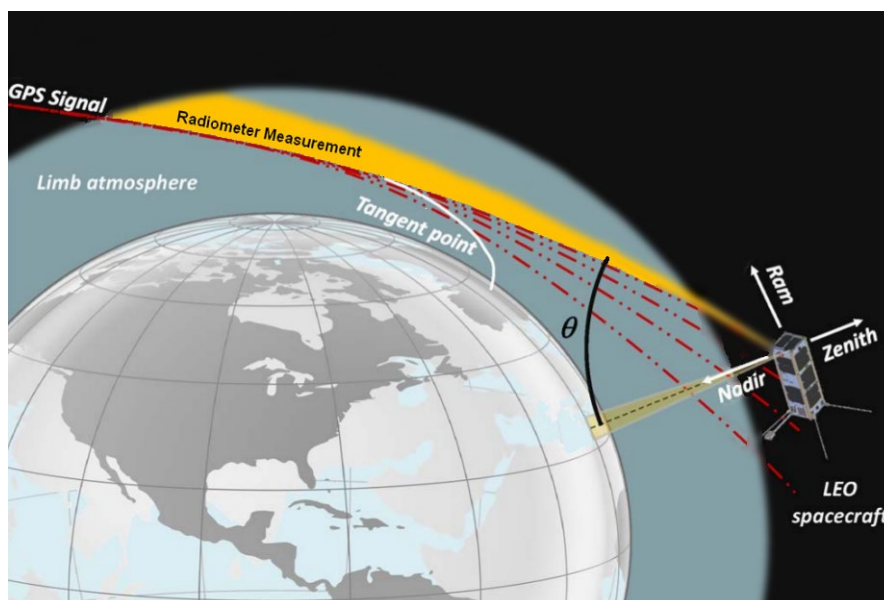 GPS Signal
Radiometer Measurement
Limb atmosphere
Tangent point
Ram
Zenith
θ
Nadir
LEO
spacecraft